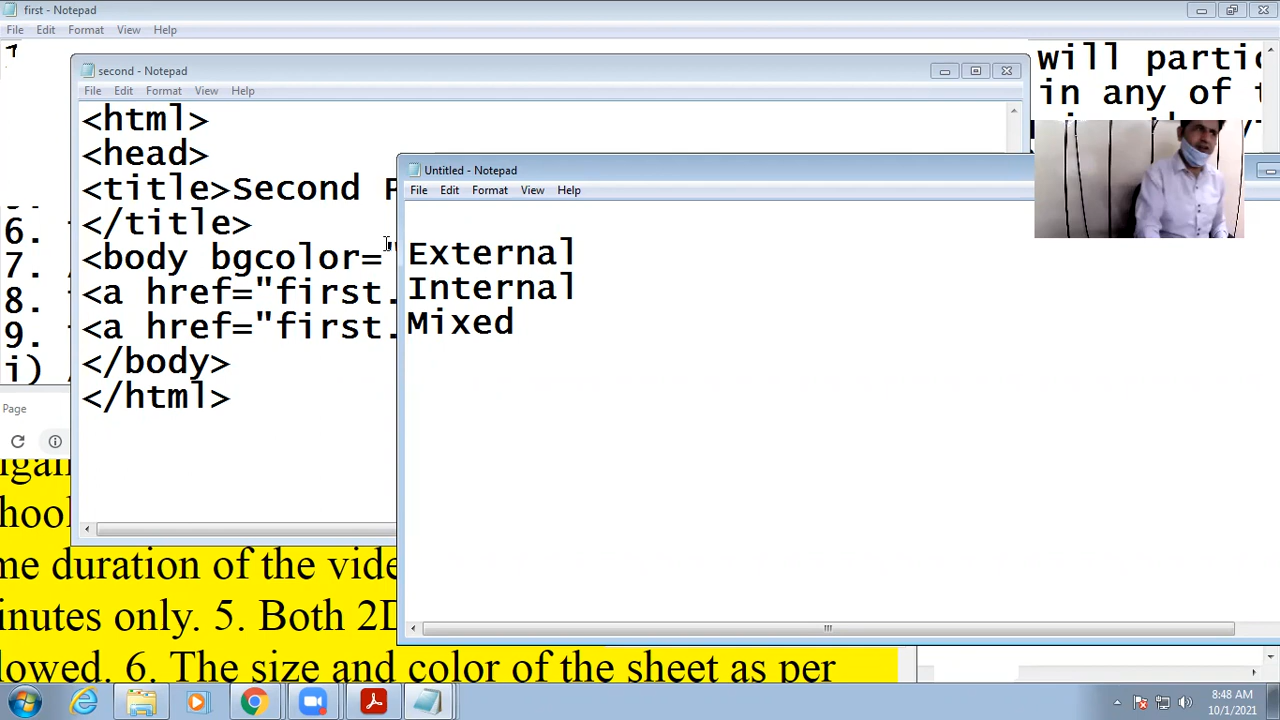 first - Notepad
File Edit Format View Help
will partic
in any of
second - Notepad
File Edit Format View Help
<html>
<head>
<title>Second
</title>
<body bgcolor="
<a href="first.
<a href="first.
</body>
</html>
Untitled - Notepad
File Edit Format View Help
External
Internal
Mixed
6.
7.
8.
9.
i)
Page
me duration of the vide
inutes only. 5. Both 2D
lowed. 6. The size and color of the sheet as per
8:48 AM
10/1/2021